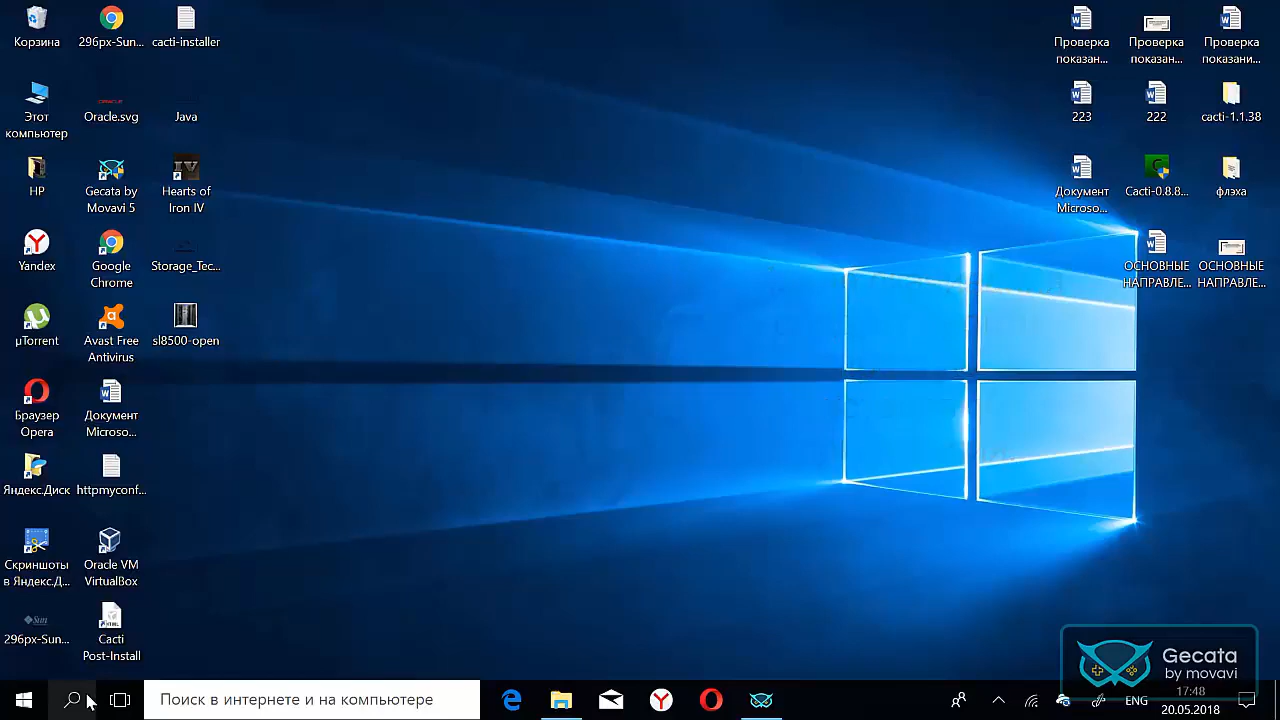 Корзина
296px-Sun...
cacti-installer
Этот
компьютер
Oracle.svg
Java
HP
Gecata by
Movavi 5
Hearts of
Iron IV
Yandex
Google
Chrome
Storage_Tec...
µTorrent
Avast Free
Antivirus
sl8500-open
Браузер
Opera
Документ
Microso...
Яндекс.Диск
httpmyconf...
Скриншоты
в Яндекс.Д...
Oracle VM
VirtualBox
Sun
296px-Sun...
Cacti
Post-Install
Проверка
показан...
Проверка
показан...
Проверка
показани...
223
222
cacti-1.1.38
Документ
Microso...
Cacti-0.8.8...
флэха
ОСНОВНЫЕ
НАПРАВЛЕ...
ОСНОВНЫЕ
НАПРАВЛЕ...
Gecata
by movavi
Поиск в интернете и на компьютере
ENG
17:48
20.05.2018